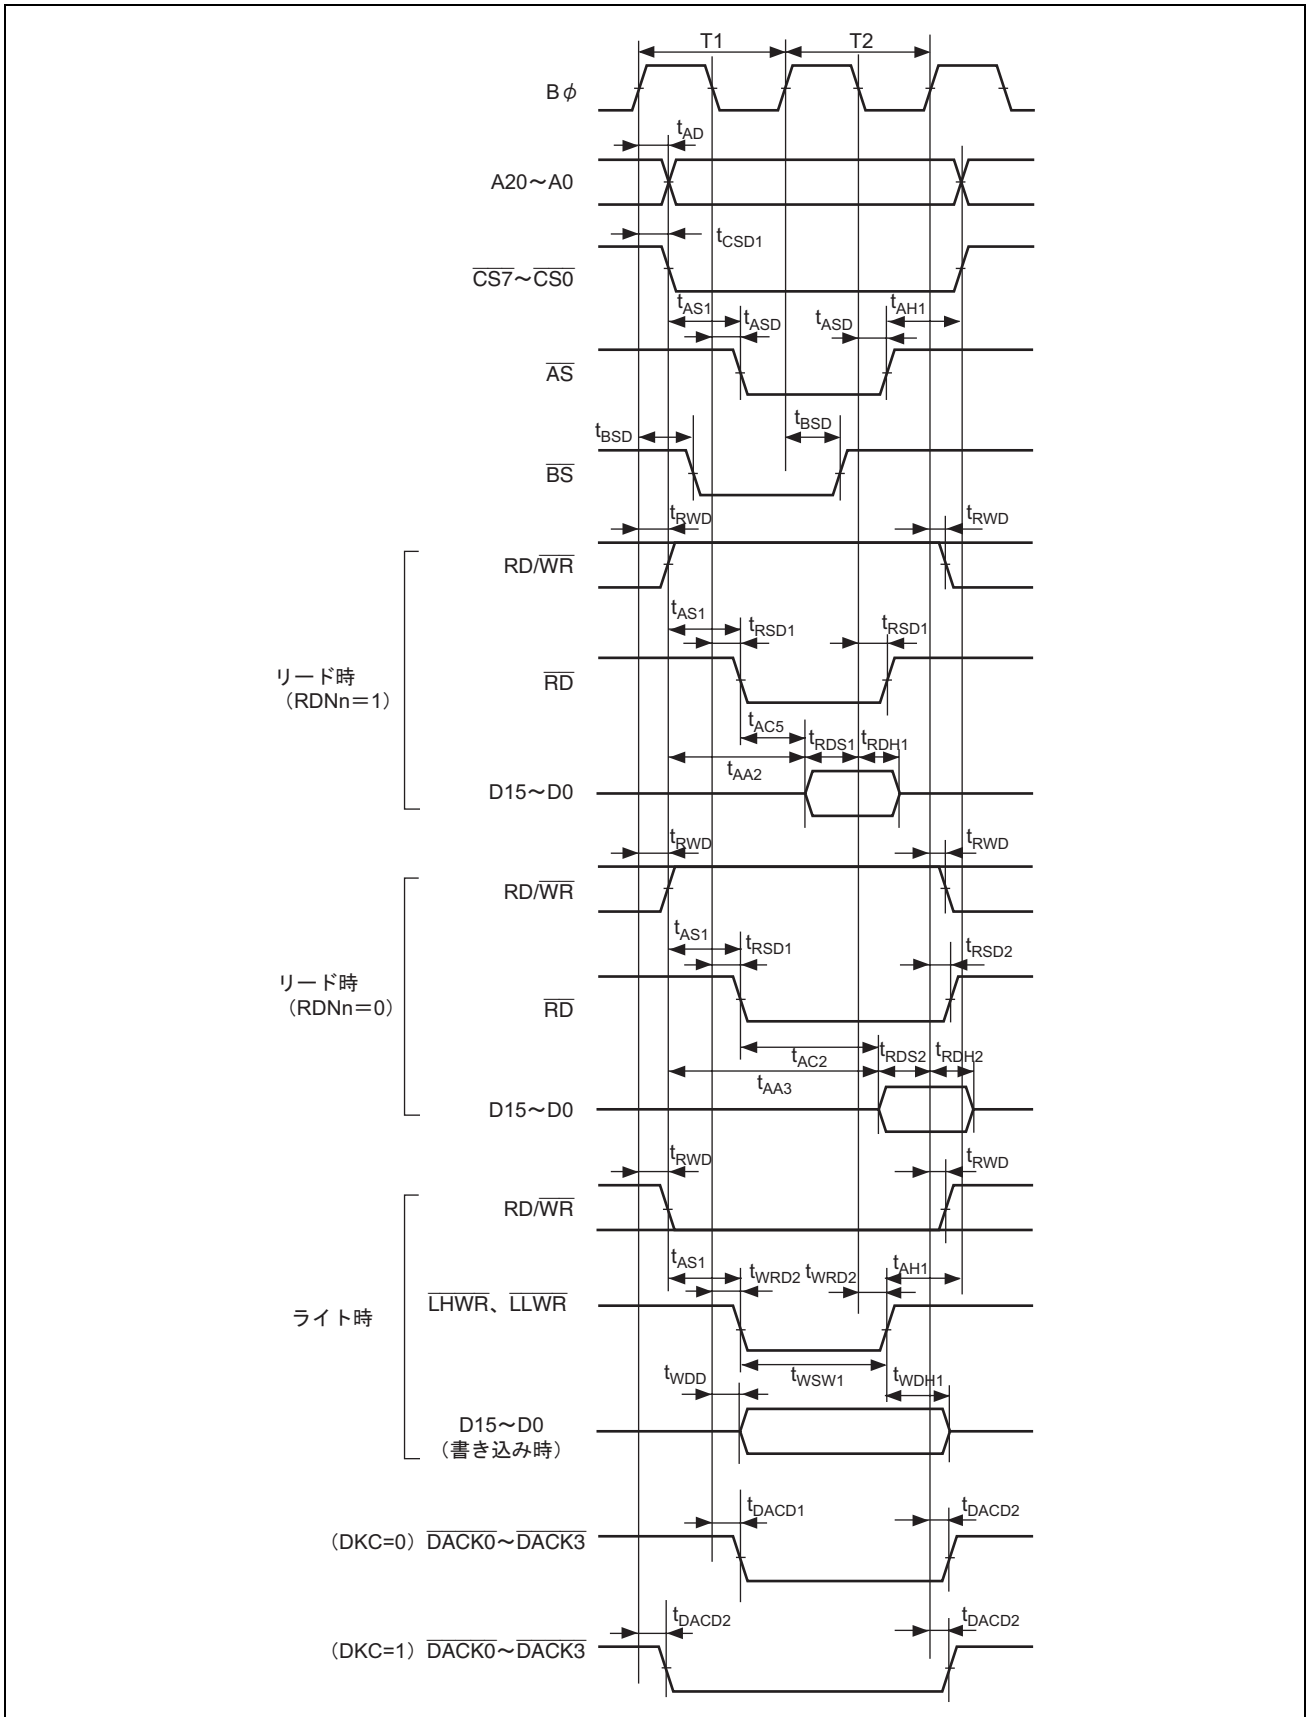 T1 T2
Bφ
tAD
A20～A0
tCSD1
CS7～CS0
tAS1 tASD tASD tAH1
AS
tBSD tBSD
BS
tRWD tRWD
RD/WR
tAS1 tRSD1 tRSD1
リード時
（RDNn＝1）
RD
tAC5 tRDS1 tRDH1
tAA2
D15～D0
tRWD tRWD
RD/WR
tAS1 tRSD1 tRSD2
リード時
（RDNn＝0）
RD
tAC2 tRDS2 tRDH2
tAA3
D15～D0
tRWD tRWD
RD/WR
tAS1 tWRD2 tWRD2 tAH1
ライト時
LHWR、LLWR
tWDD tWSW1 tWDH1
D15～D0
（書き込み時）
tDACD1 tDACD2
（DKC=0）DACK0～DACK3
tDACD2 tDACD2
（DKC=1）DACK0～DACK3